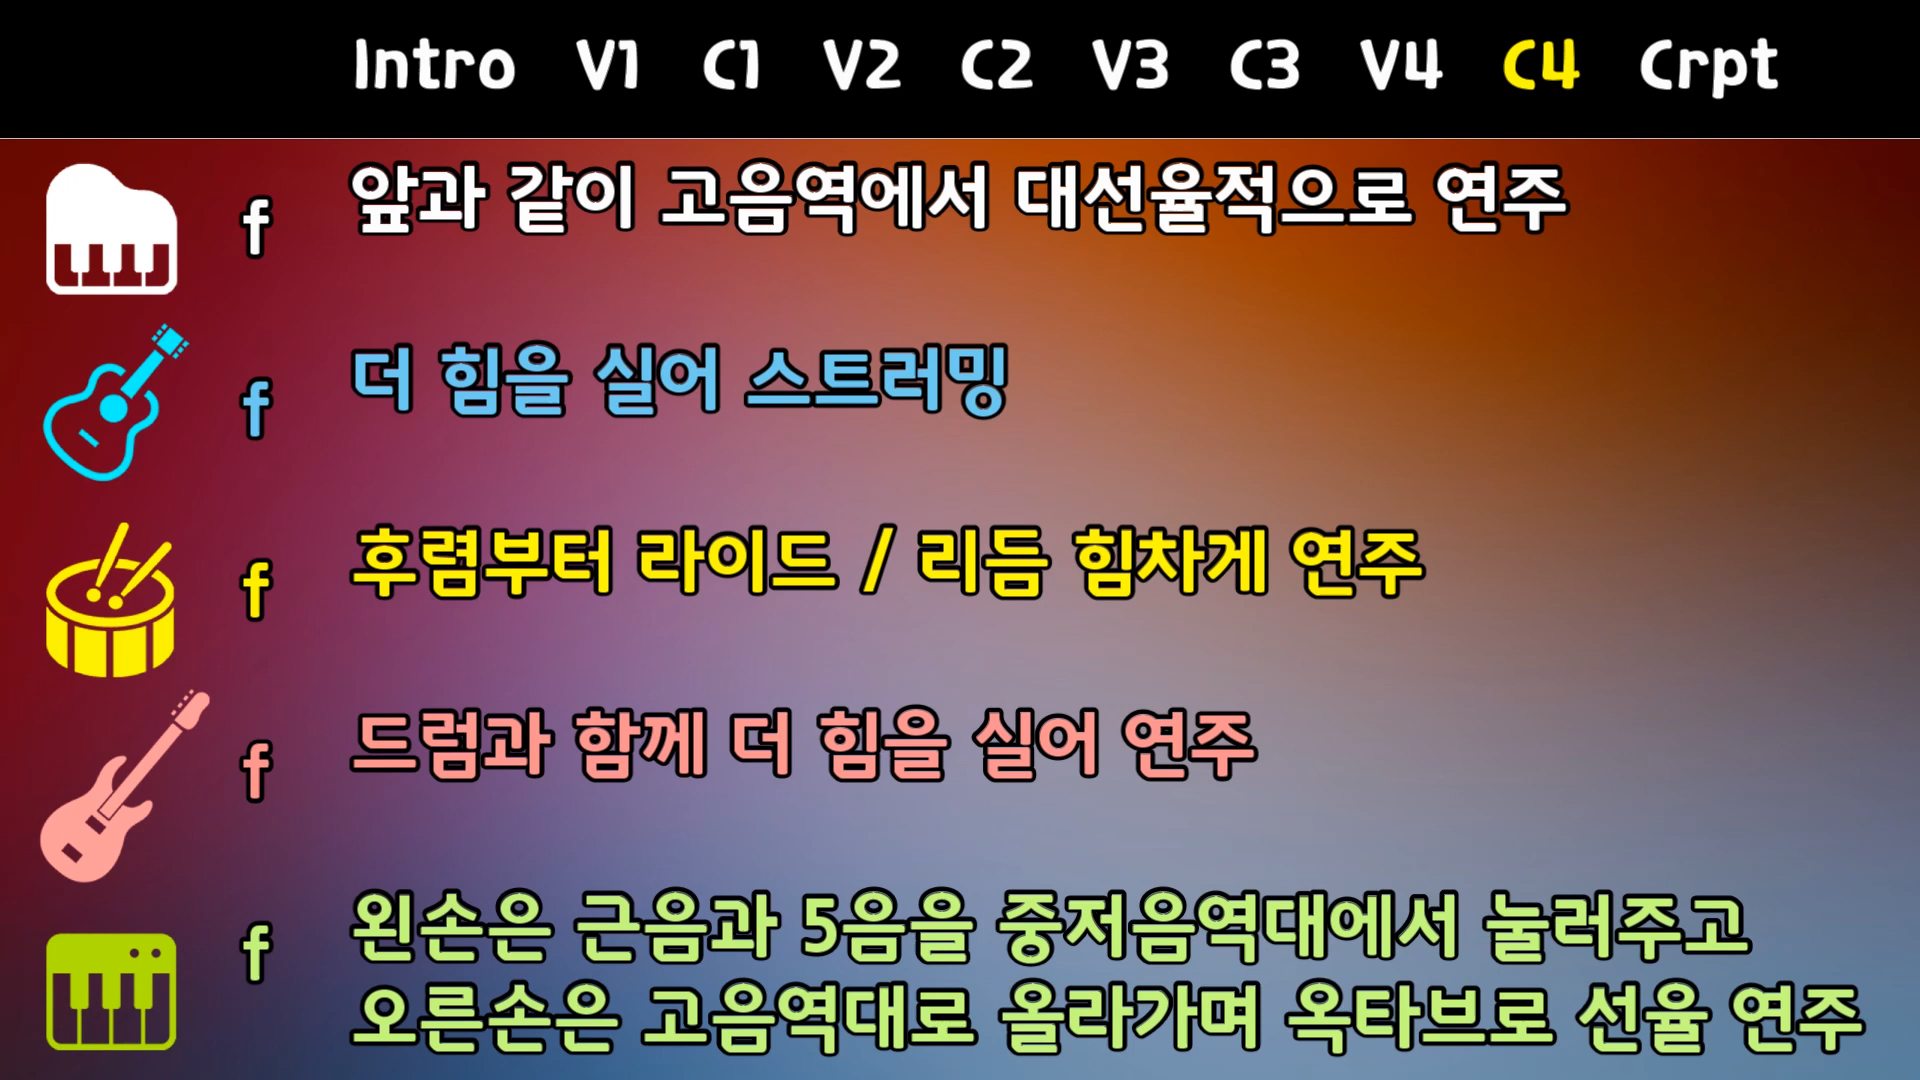 Intro V1 C1 V2 C2 V3 C3 V4 C4 Crpt
f 앞과 같이 고음역에서 대선율적으로 연주
f 더 힘을 실어 스트러밍
f 후렴부터 라이드 / 리듬 힘차게 연주
f 드럼과 함께 더 힘을 실어 연주
f 왼손은 근음과 5음을 중저음역대에서 눌러주고
오른손은 고음역대로 올라가며 옥타브로 선율 연주